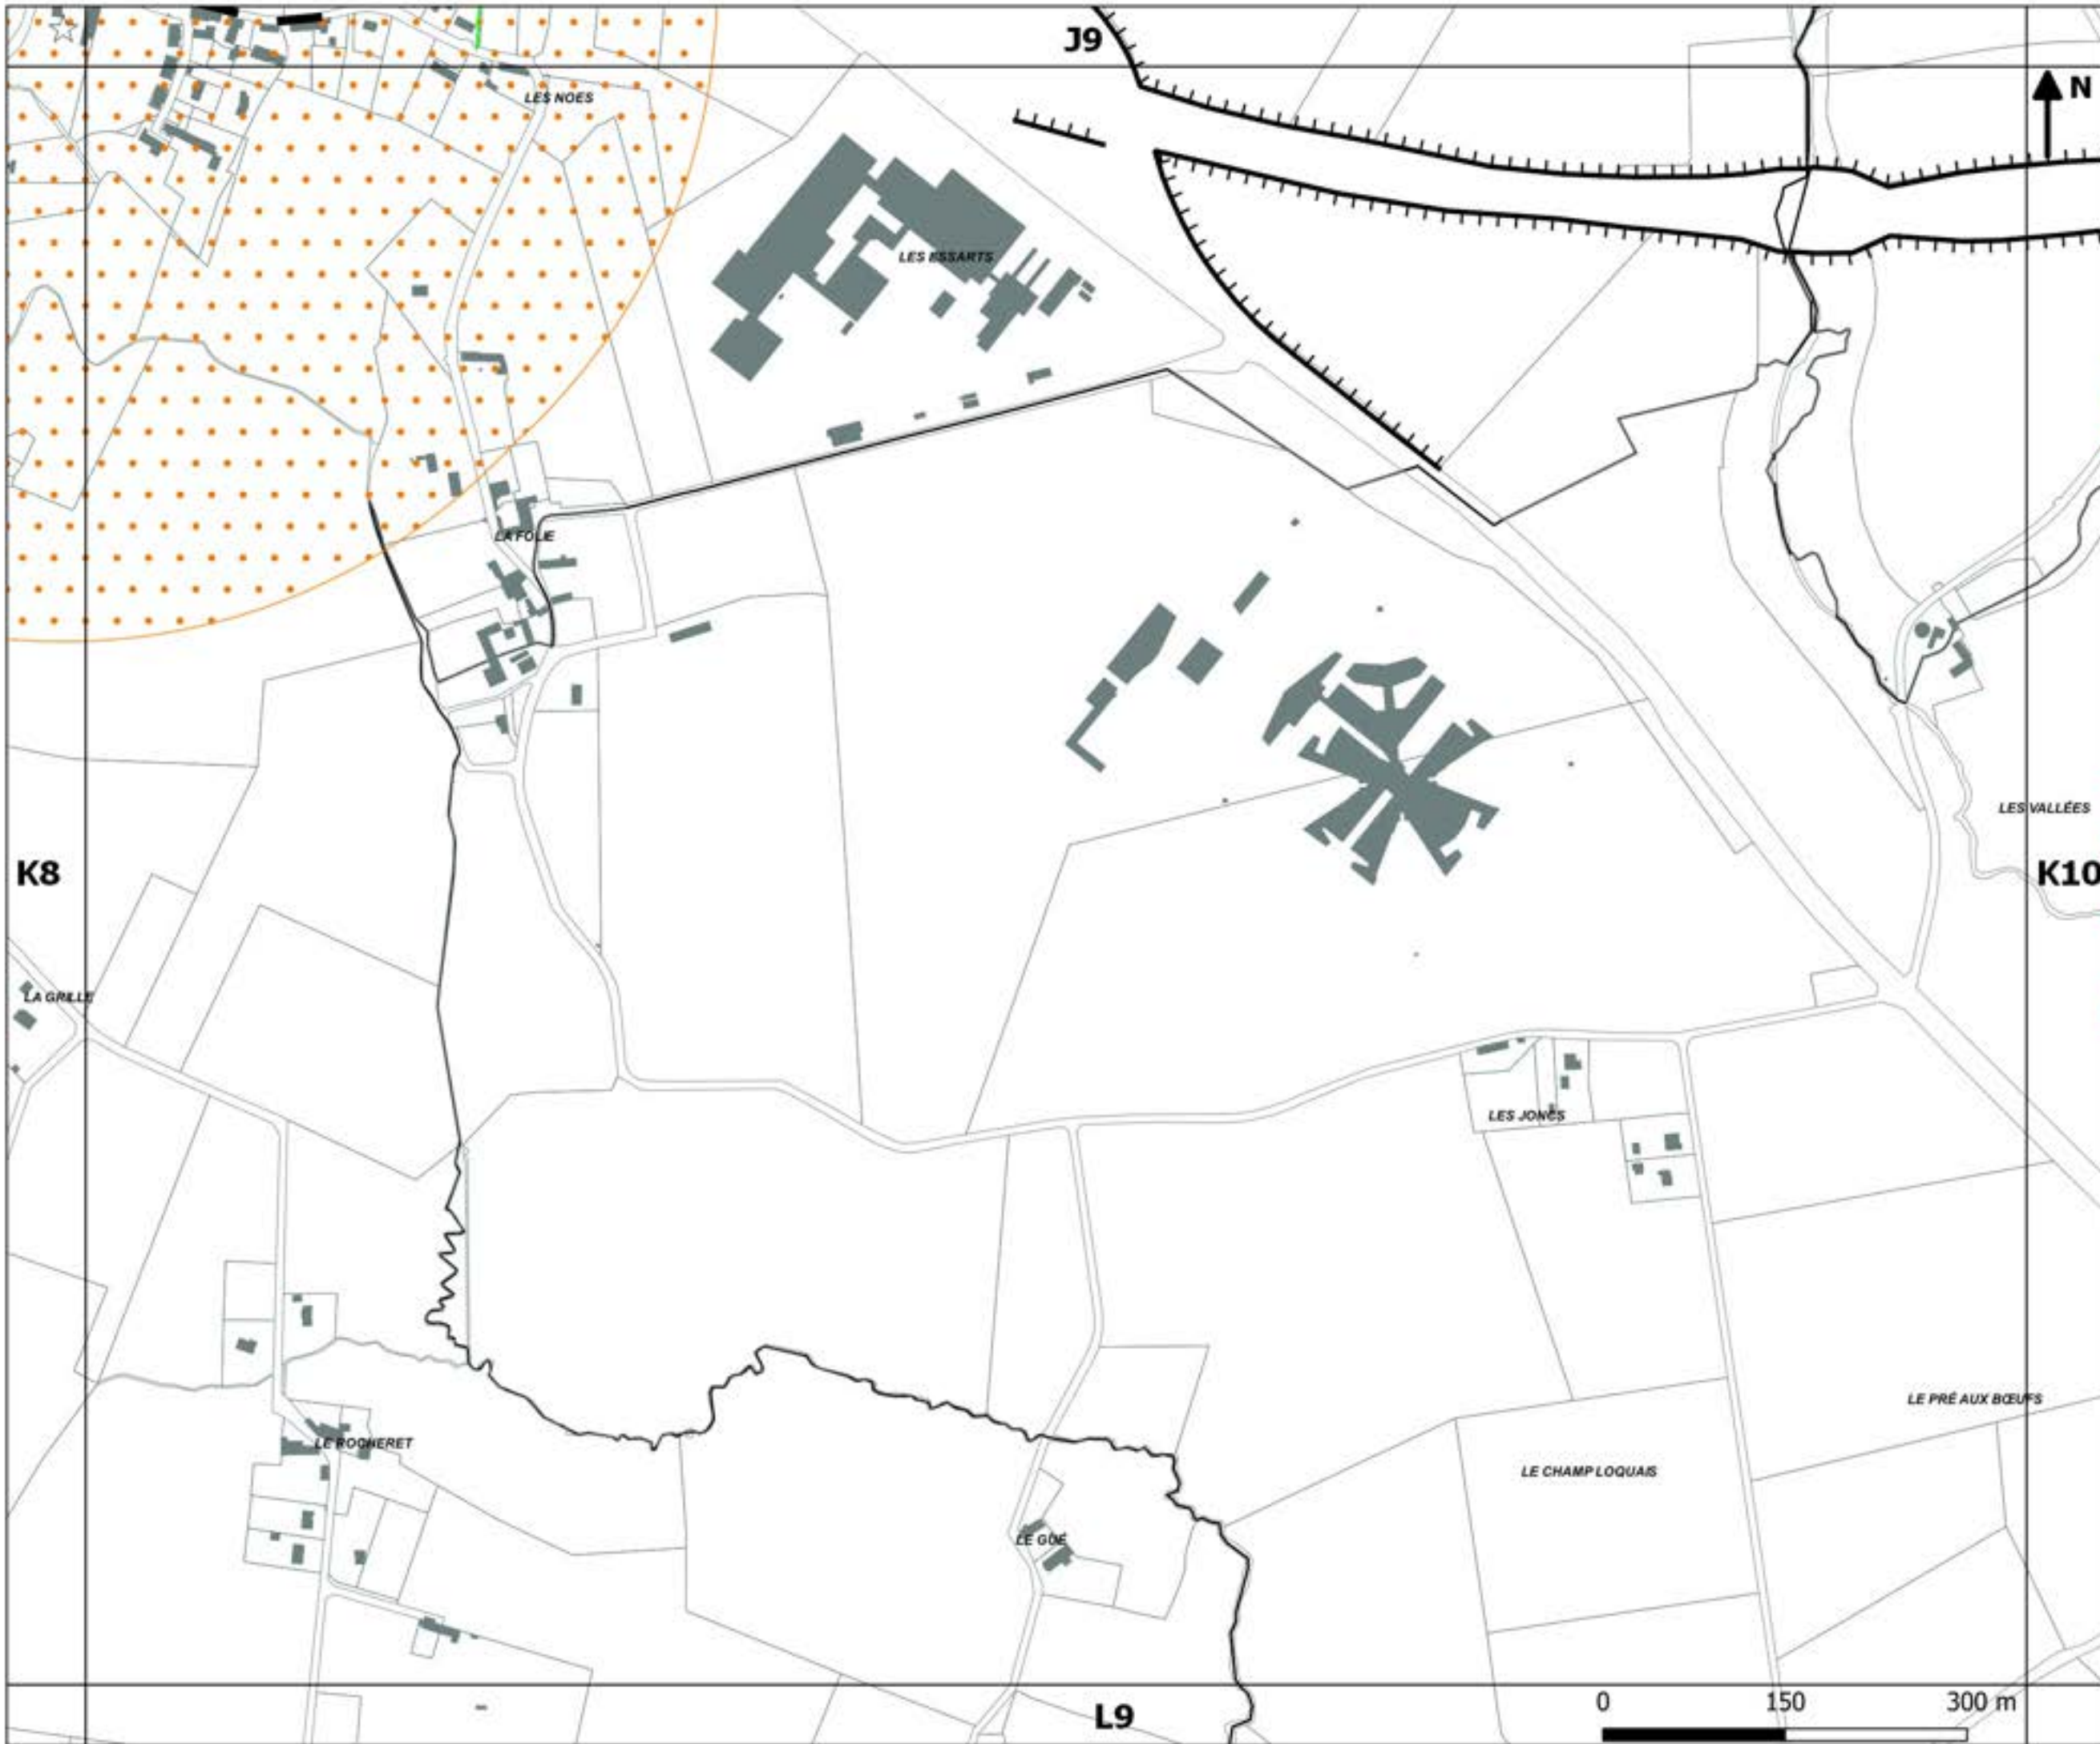 J9
N
LES NOES
LES ESSARTS
LA FOLIE
LES VALLÉES
K8
K10
LA GRILLE
LES JONCS
LE PRÉ AUX BŒUFS
LE ROCHERET
LE CHAMP LOQUAIS
LE GUÉ
L9
0 150 300 m